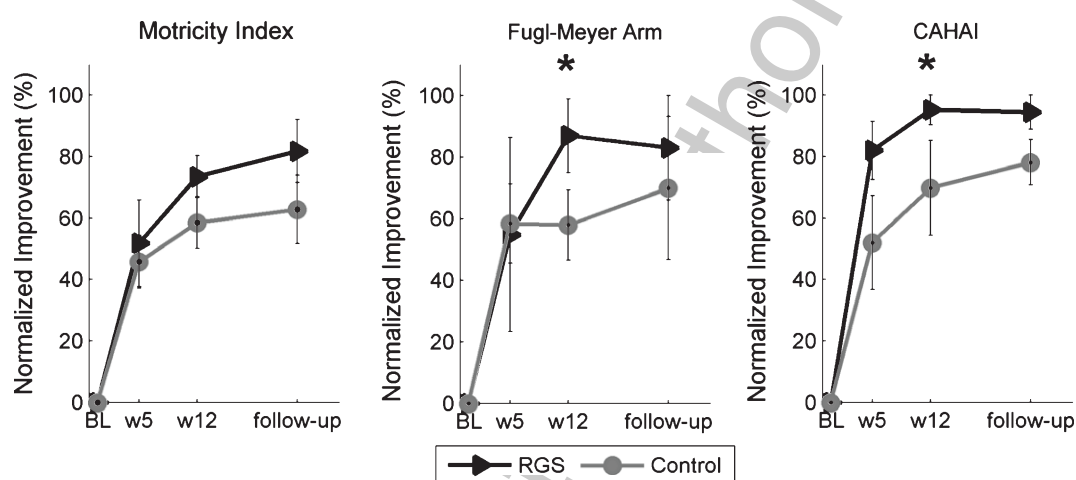 Motricity Index
Normalized Improvement (%)
100
80
60
40
20
0
BL w5 w12 follow-up
Fugl-Meyer Arm
*
Normalized Improvement (%)
100
80
60
40
20
0
BL w5 w12 follow-up
CAHAI
*
Normalized Improvement (%)
100
80
60
40
20
0
BL w5 w12 follow-up
RGS Control